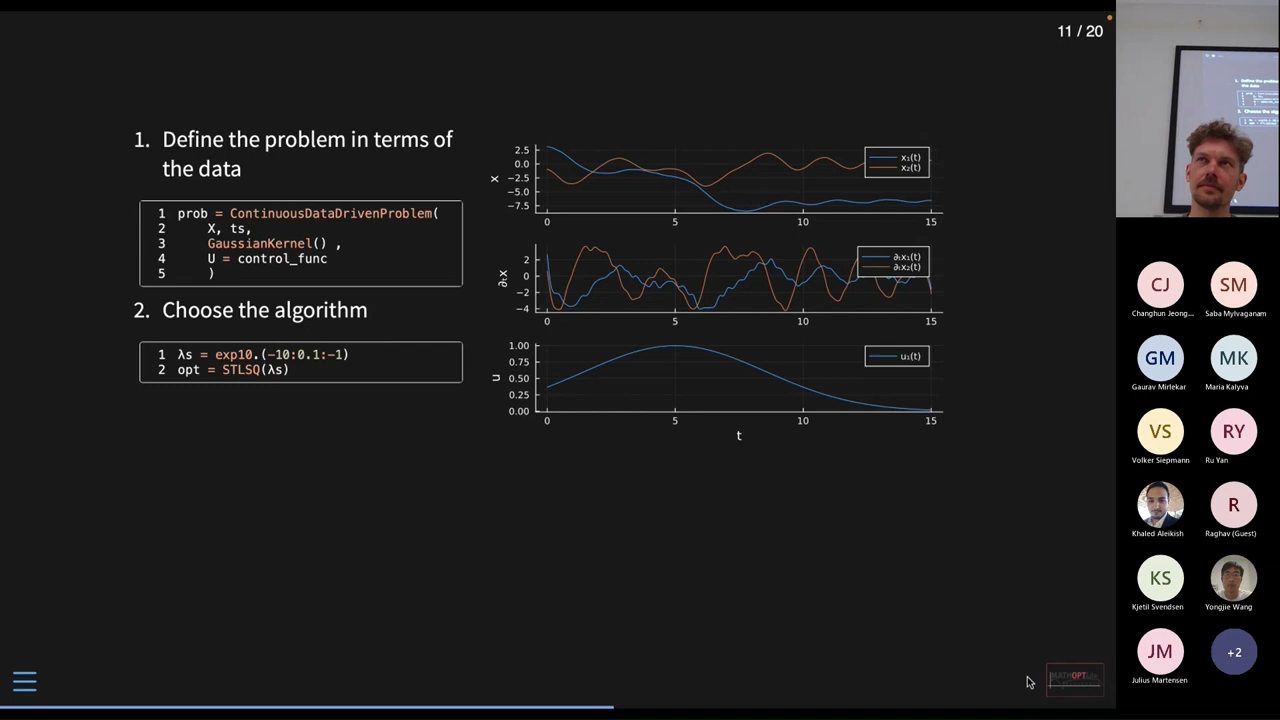 11 / 20
1. Define the problem in terms of
the data
1 prob = ContinuousDataDrivenProblem(
2 X, ts,
3 GaussianKernel() ,
4 U = control_func
5 )
2. Choose the algorithm
1 λs = exp10.(-10:0.1:-1)
2 opt = STLSQ(λs)
x
2.5
0.0
−2.5
−5.0
−7.5
x₁(t)
x₂(t)
0 5 10 15
∂ₜx
2
0
−2
−4
∂ₜx₁(t)
∂ₜx₂(t)
0 5 10 15
u
1.00
0.75
0.50
0.25
0.00
u₁(t)
0 5 10 15
t
MATHOPT
CJ SM
Changhun Jeong... Saba Mylvaganam
GM MK
Gaurav Mirlekar Maria Kalyva
VS RY
Volker Siepmann Ru Yan
R
Khaled Aleikish Raghav (Guest)
KS
Kjetil Svendsen Yongjie Wang
JM +2
Julius Martensen